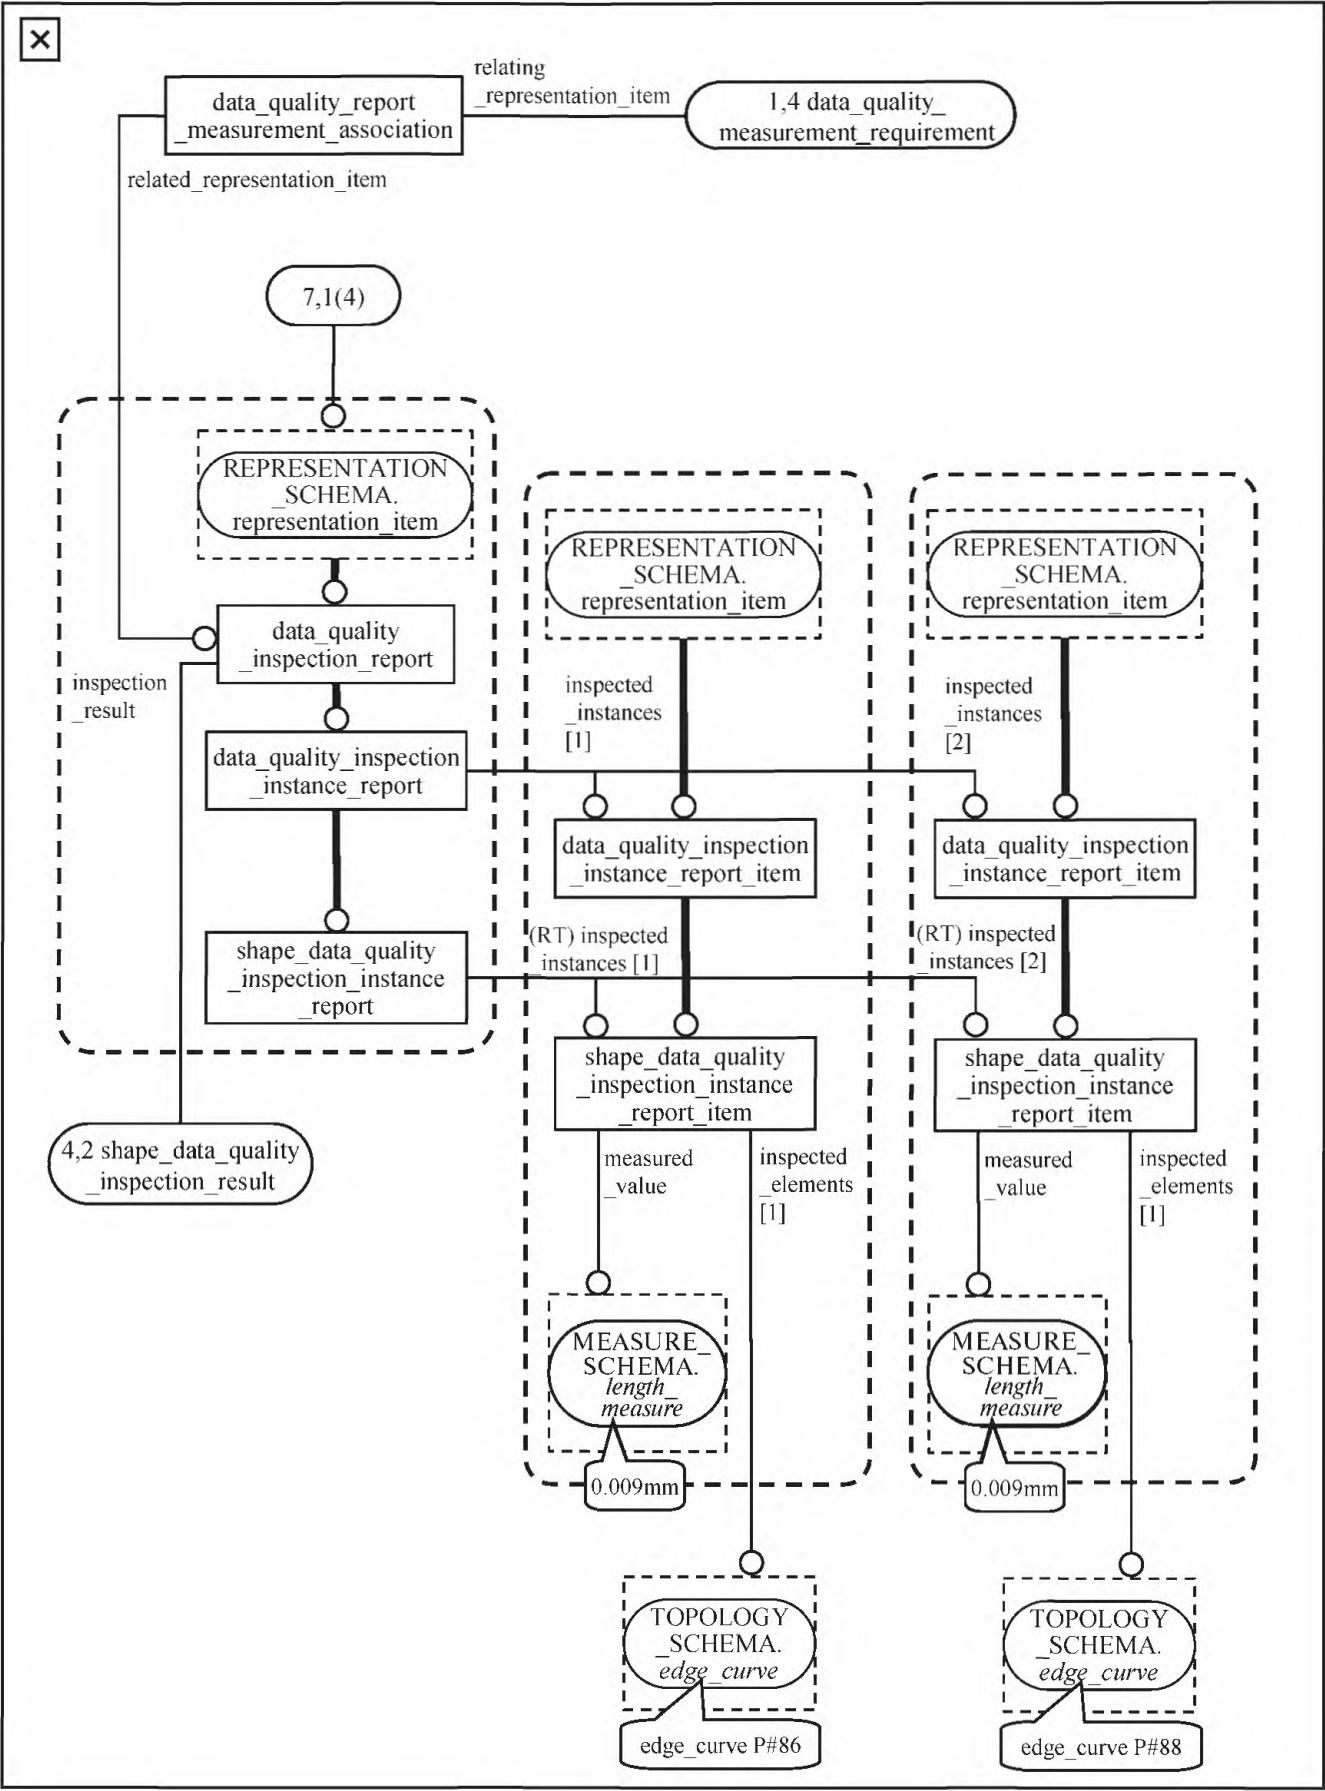 data_quality_report
_measurement_association
relating
_representation_item
1,4 data_quality_
measurement_requirement
related_representation_item
7,1(4)
REPRESENTATION
_SCHEMA.
representation_item
data_quality
_inspection_report
inspection
_result
data_quality_inspection
_instance_report
shape_data_quality
_inspection_instance
_report
4,2 shape_data_quality
_inspection_result
REPRESENTATION
_SCHEMA.
representation_item
inspected
_instances
[1]
data_quality_inspection
_instance_report_item
(RT) inspected
_instances [1]
shape_data_quality
_inspection_instance
_report_item
measured
_value
inspected
_elements
[1]
MEASURE_
SCHEMA.
length_
measure
0.009mm
TOPOLOGY
_SCHEMA.
edge_curve
edge_curve P#86
REPRESENTATION
_SCHEMA.
representation_item
inspected
_instances
[2]
data_quality_inspection
_instance_report_item
(RT) inspected
_instances [2]
shape_data_quality
_inspection_instance
_report_item
measured
_value
inspected
_elements
[1]
MEASURE_
SCHEMA.
length_
measure
0.009mm
TOPOLOGY
_SCHEMA.
edge_curve
edge_curve P#88